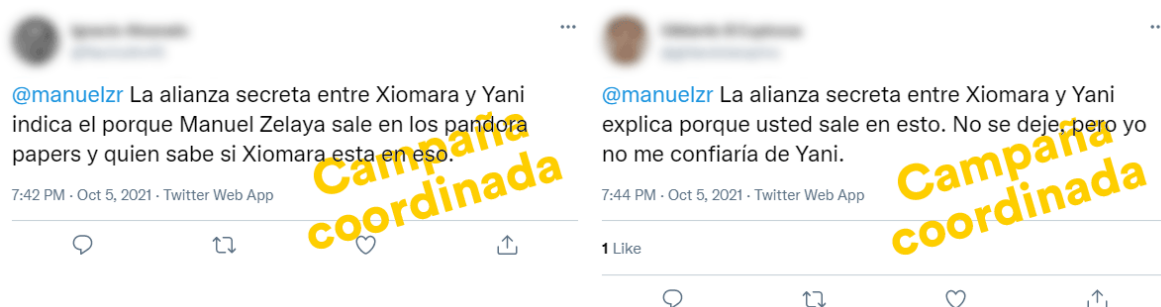 @manuelzr La alianza secreta entre Xiomara y Yani
indica el porque Manuel Zelaya sale en los pandora
papers y quien sabe si Xiomara esta en eso.
7:42 PM · Oct 5, 2021 · Twitter Web App
Campaña
coordinada
@manuelzr La alianza secreta entre Xiomara y Yani
explica porque usted sale en esto. No se deje, pero yo
no me confiaría de Yani.
7:44 PM · Oct 5, 2021 · Twitter Web App
Campaña
coordinada
1 Like